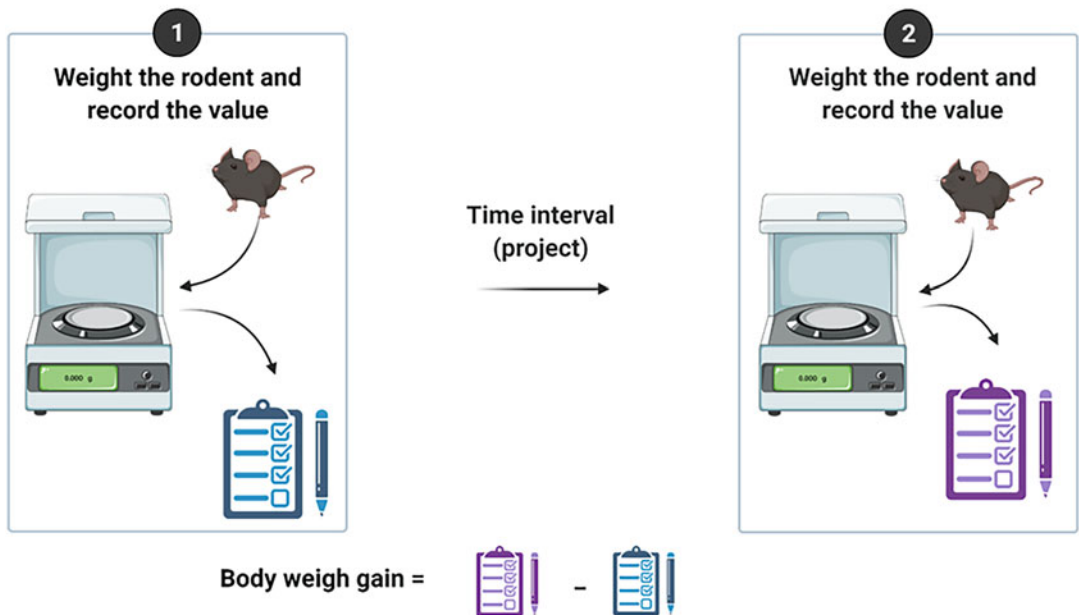 1
Weight the rodent and
record the value
0.000 g
Time interval
(project)
2
Weight the rodent and
record the value
0.000 g
Body weigh gain = -